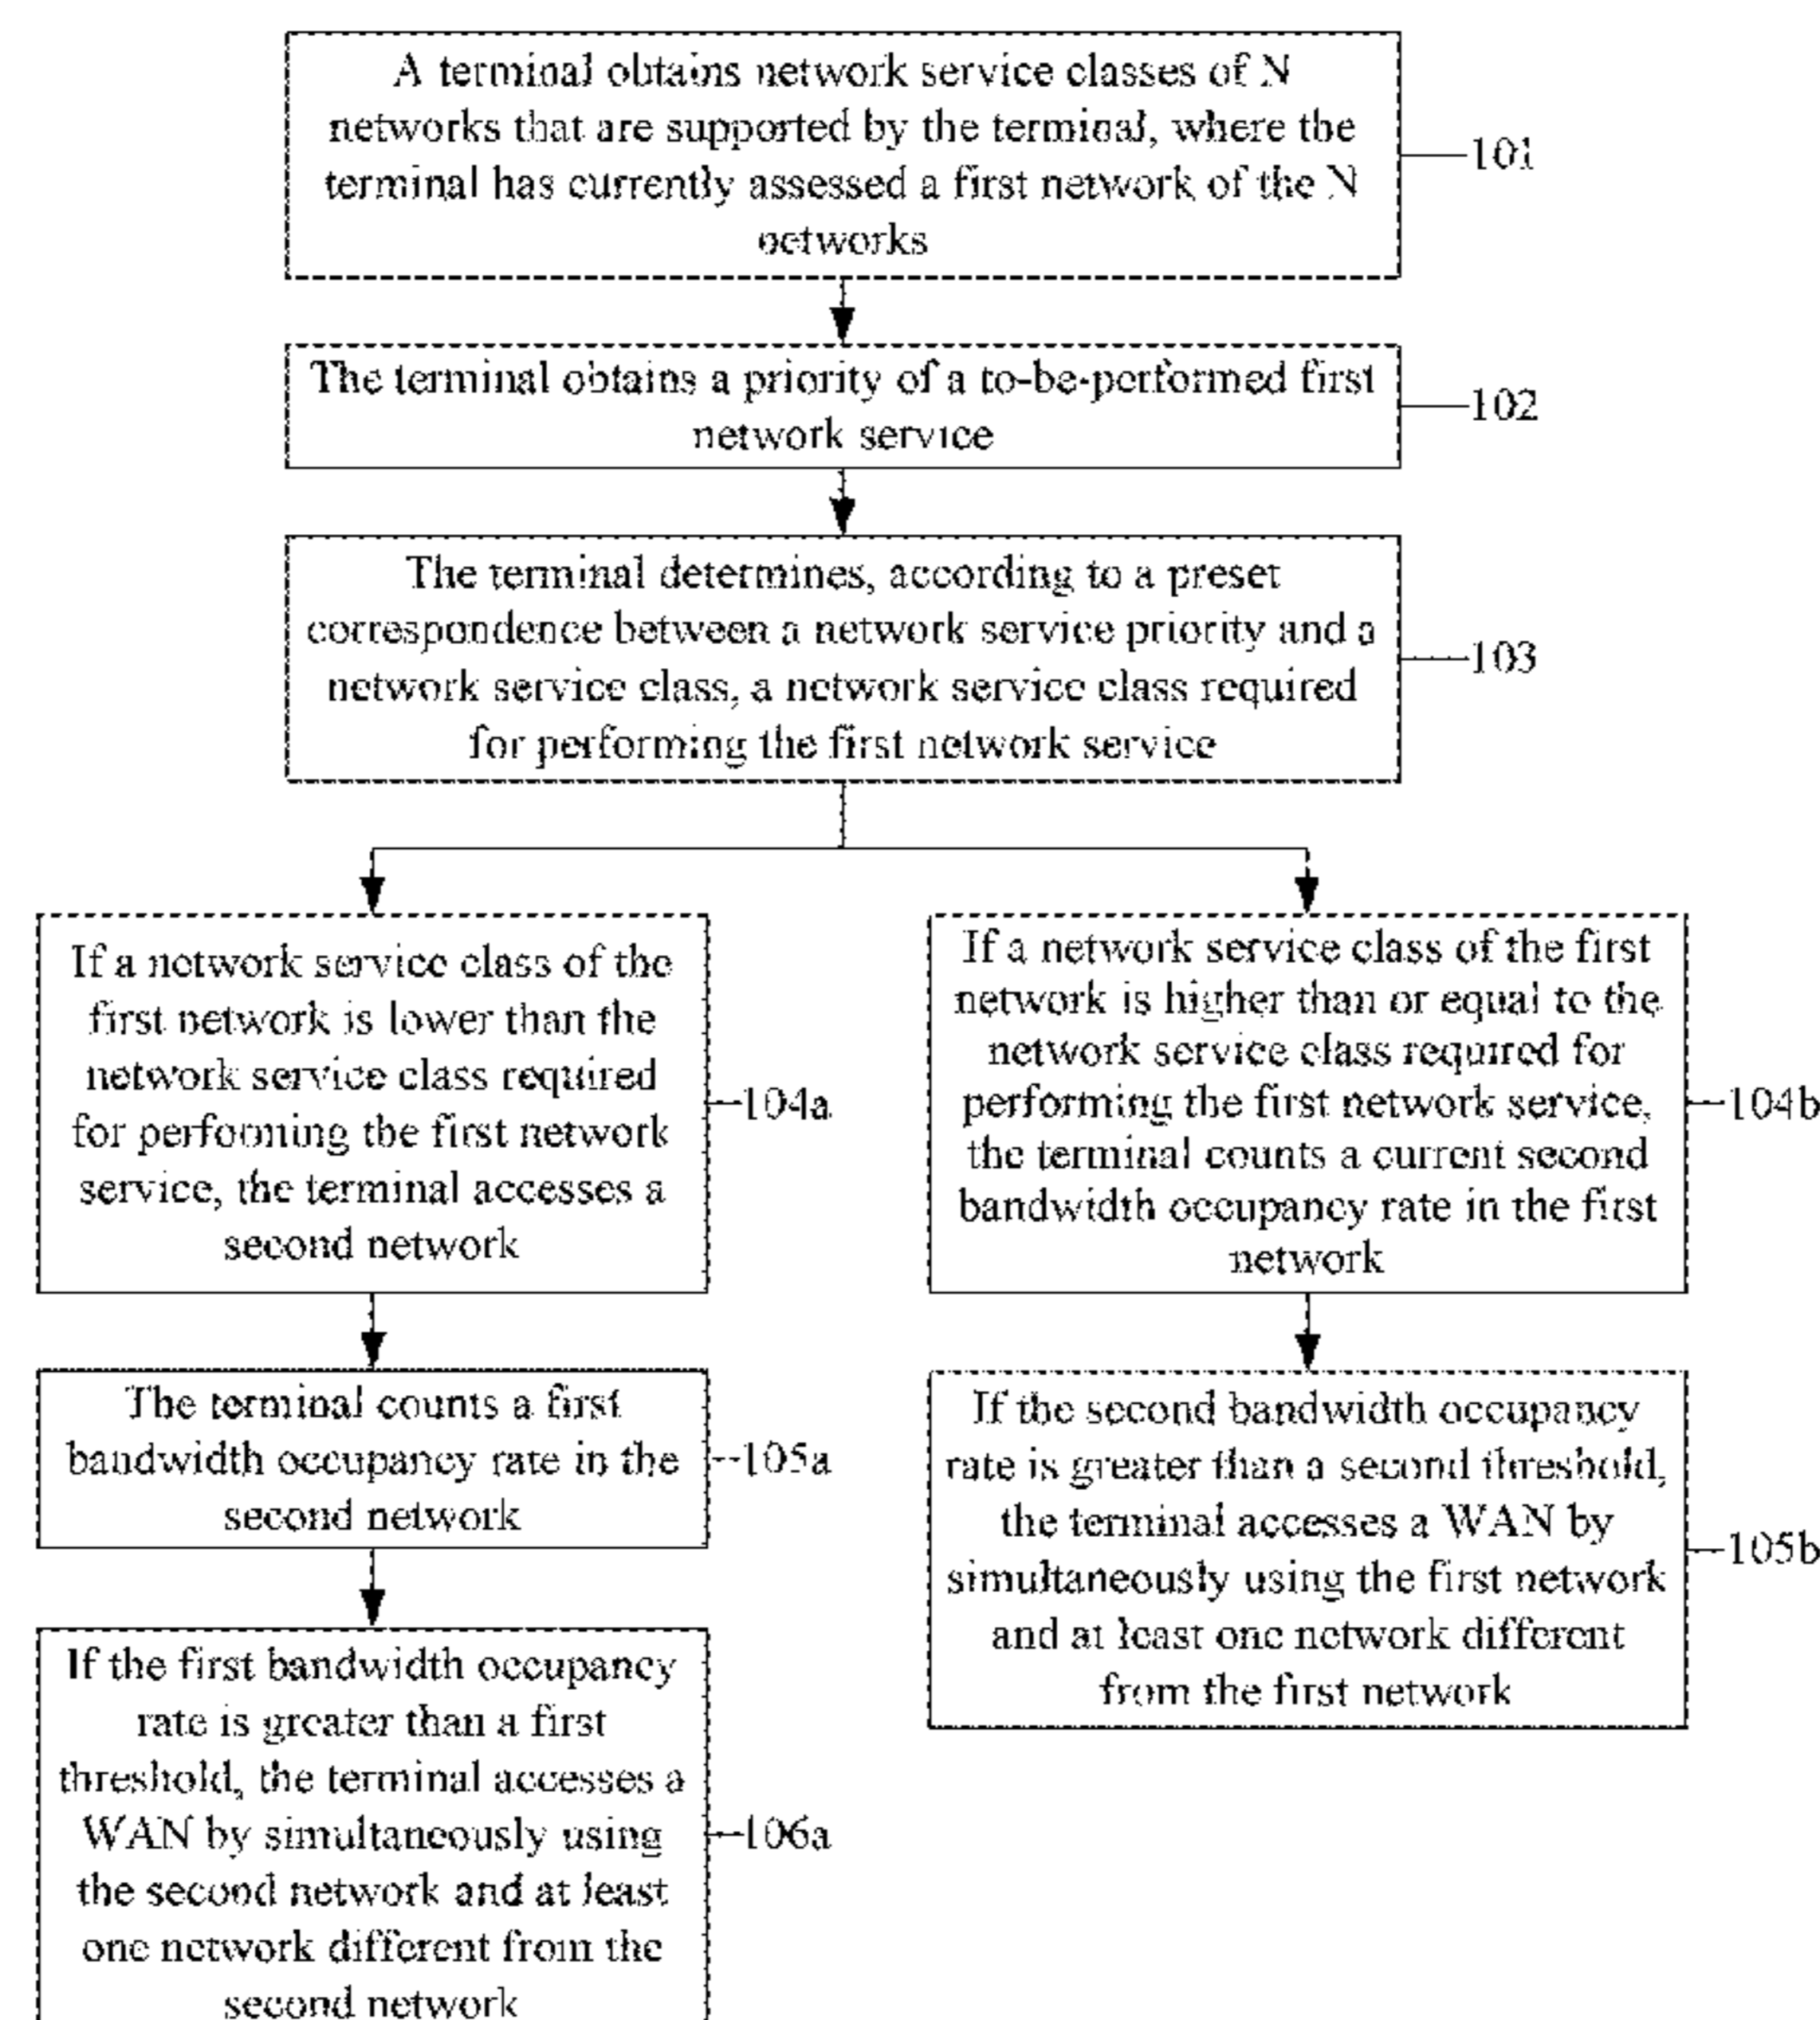 A terminal obtains network service classes of N
networks that are supported by the terminal, where the
terminal has currently assessed a first network of the N
networks
101
The terminal obtains a priority of a to-be-performed first
network service
102
The terminal determines, according to a preset
correspondence between a network service priority and a
network service class, a network service class required
for performing the first network service
103
If a network service class of the
first network is lower than the
network service class required
for performing the first network
service, the terminal accesses a
second network
104a
If a network service class of the first
network is higher than or equal to the
network service class required for
performing the first network service,
the terminal counts a current second
bandwidth occupancy rate in the first
network
104b
The terminal counts a first
bandwidth occupancy rate in the
second network
105a
If the second bandwidth occupancy
rate is greater than a second threshold,
the terminal accesses a WAN by
simultaneously using the first network
and at least one network different
from the first network
105b
If the first bandwidth occupancy
rate is greater than a first
threshold, the terminal accesses a
WAN by simultaneously using
the second network and at least
one network different from the
second network
106a